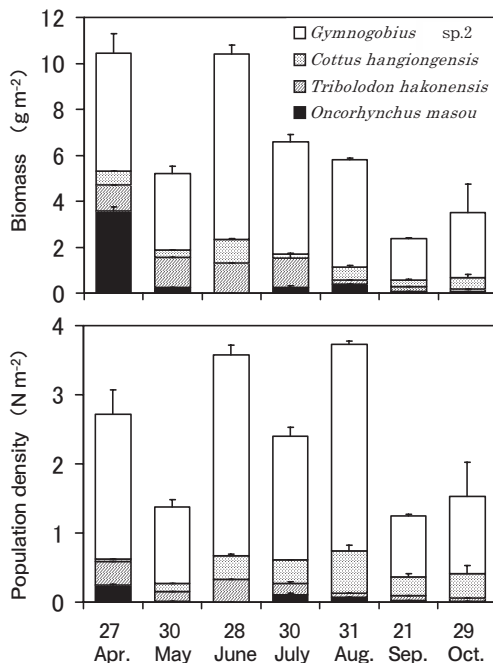 12
10
8
6
4
2
0
Biomass (g m-2)
Gymnogobius sp.2
Cottus hangiongensis
Tribolodon hakonensis
Oncorhynchus masou
4
3
2
1
0
Population density (N m-2)
27 30 28 30 31 21 29
Apr. May June July Aug. Sep. Oct.